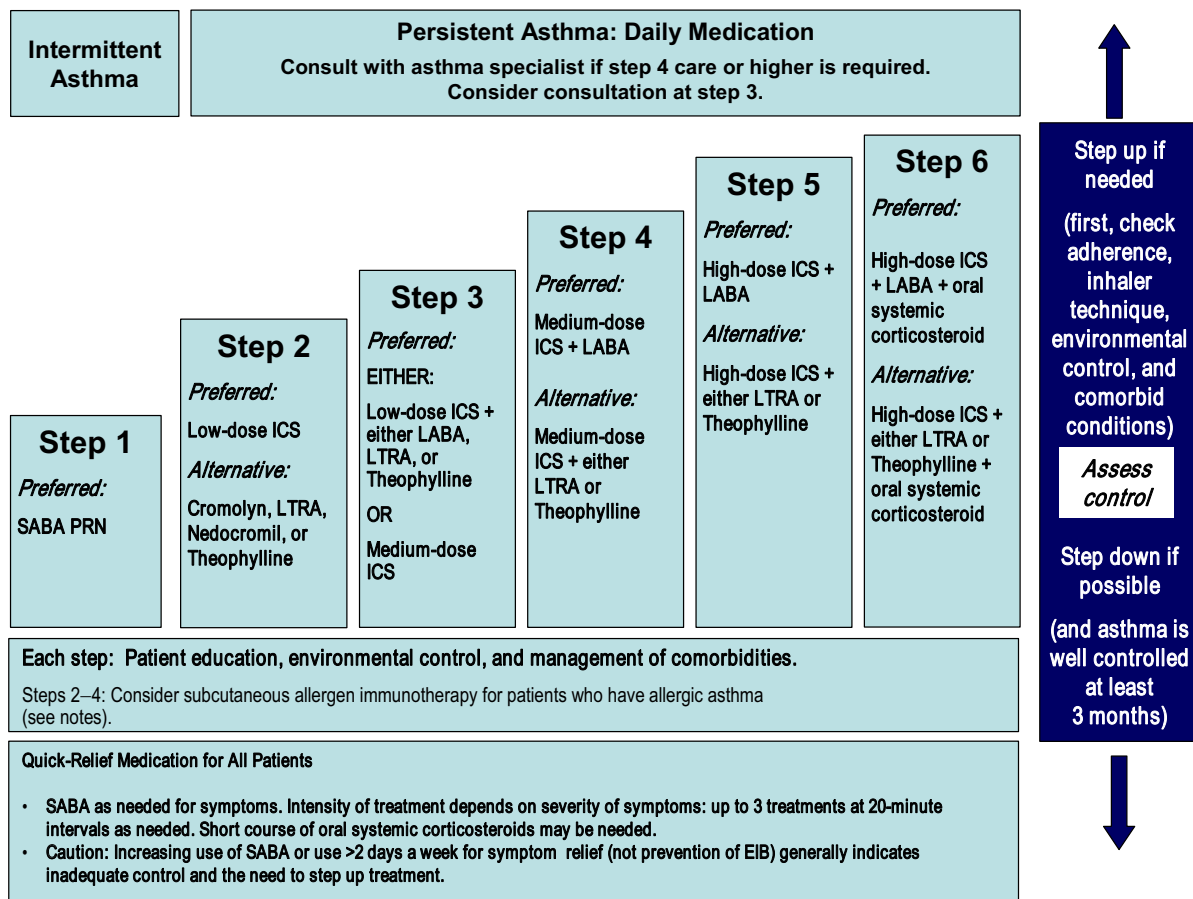 Intermittent
Asthma
Persistent Asthma: Daily Medication
Consult with asthma specialist if step 4 care or higher is required.
Consider consultation at step 3.
Step 1
Preferred:
SABA PRN
Step 2
Preferred:
Low-dose ICS
Alternative:
Cromolyn, LTRA,
Nedocromil, or
Theophylline
Step 3
Preferred:
EITHER:
Low-dose ICS +
either LABA,
LTRA, or
Theophylline
OR
Medium-dose
ICS
Step 4
Preferred:
Medium-dose
ICS + LABA
Alternative:
Medium-dose
ICS + either
LTRA or
Theophylline
Step 5
Preferred:
High-dose ICS +
LABA
Alternative:
High-dose ICS +
either LTRA or
Theophylline
Step 6
Preferred:
High-dose ICS
+ LABA + oral
systemic
corticosteroid
Alternative:
High-dose ICS +
either LTRA or
Theophylline +
oral systemic
corticosteroid
Step up if
needed
(first, check
adherence,
inhaler
technique,
environmental
control, and
comorbid
conditions)
Assess
control
Step down if
possible
(and asthma is
well controlled
at least
3 months)
Each step: Patient education, environmental control, and management of comorbidities.
Steps 2–4: Consider subcutaneous allergen immunotherapy for patients who have allergic asthma
(see notes).
Quick-Relief Medication for All Patients
• SABA as needed for symptoms. Intensity of treatment depends on severity of symptoms: up to 3 treatments at 20-minute
intervals as needed. Short course of oral systemic corticosteroids may be needed.
• Caution: Increasing use of SABA or use >2 days a week for symptom relief (not prevention of EIB) generally indicates
inadequate control and the need to step up treatment.